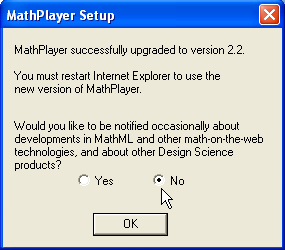 MathPlayer Setup
MathPlayer successfully upgraded to version 2.2.
You must restart Internet Explorer to use the
new version of MathPlayer.
Would you like to be notified occasionally about
developments in MathML and other math-on-the-web
technologies, and about other Design Science
products?
Yes No
OK